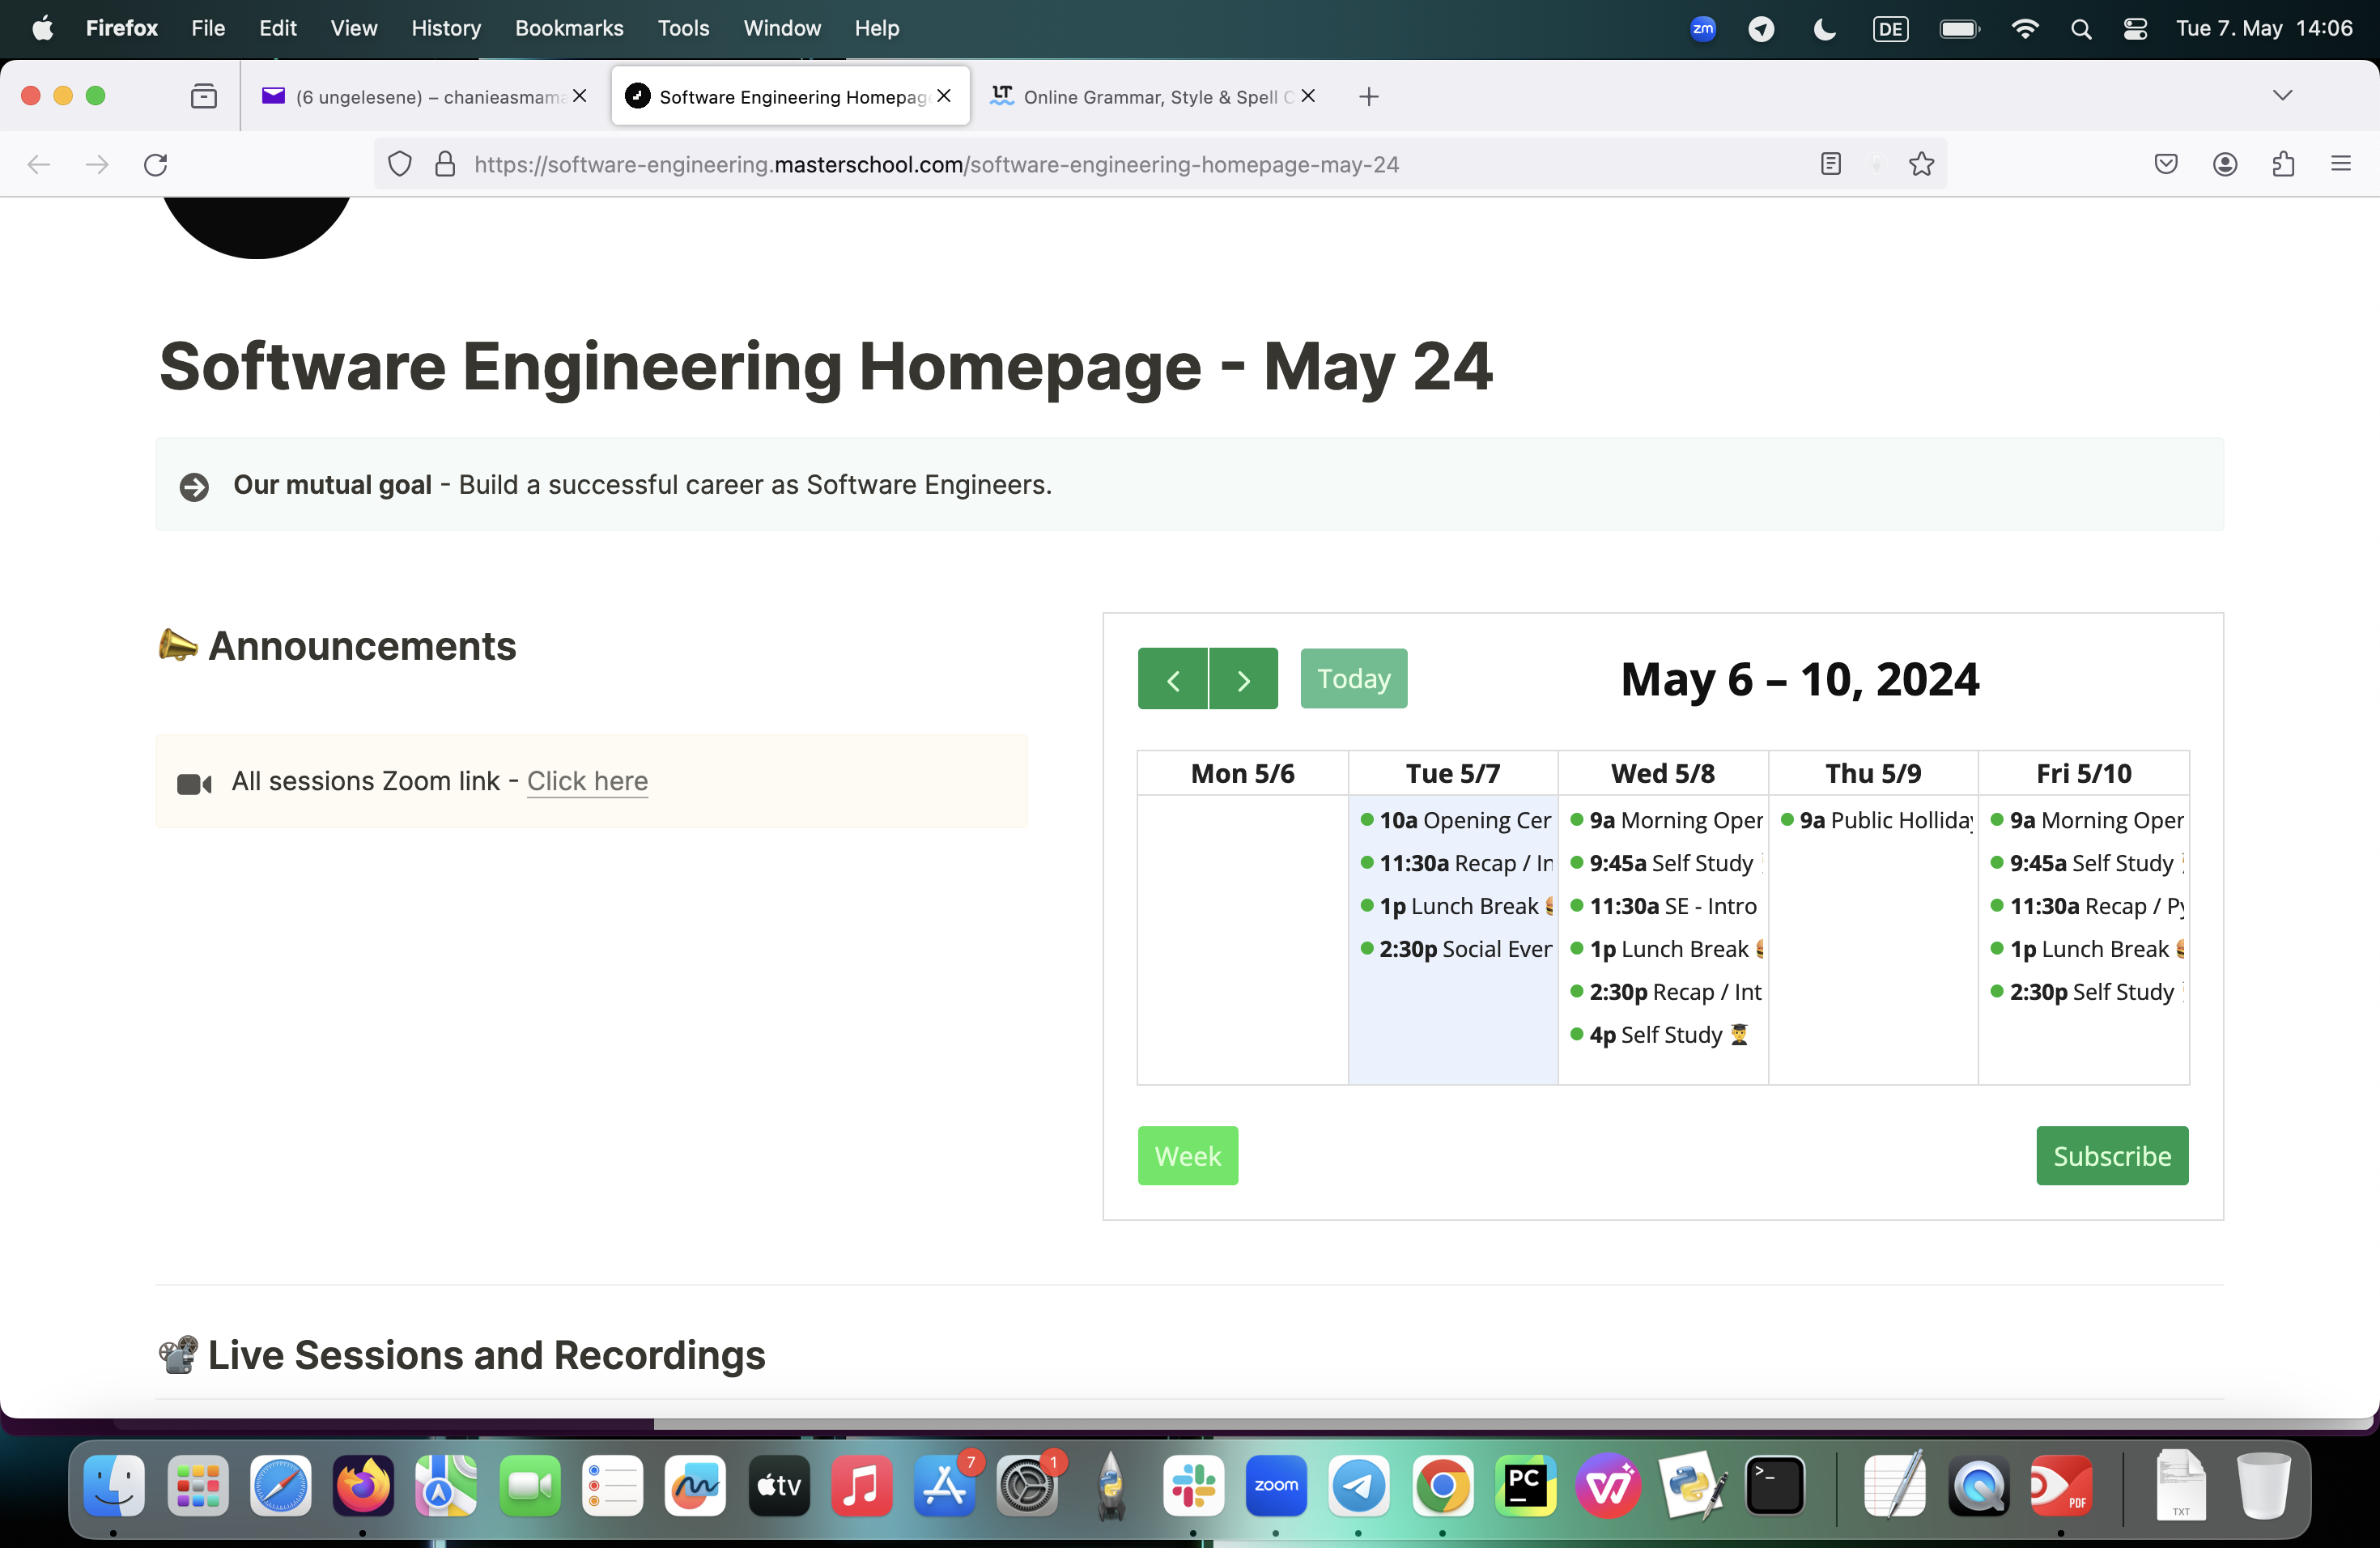 Firefox File Edit View History Bookmarks Tools Window Help zm DE Tue 7. May 14:06
(6 ungelesene) – chanieasmama Software Engineering Homepage LT Online Grammar, Style & Spell C
https://software-engineering.masterschool.com/software-engineering-homepage-may-24
Software Engineering Homepage - May 24
Our mutual goal - Build a successful career as Software Engineers.
Announcements
All sessions Zoom link - Click here
Today
May 6 – 10, 2024
Mon 5/6 Tue 5/7 Wed 5/8 Thu 5/9 Fri 5/10
10a Opening Cer 9a Morning Oper 9a Public Holliday 9a Morning Oper
11:30a Recap / In 9:45a Self Study 9:45a Self Study
1p Lunch Break 11:30a SE - Intro 11:30a Recap / Py
2:30p Social Ever 1p Lunch Break 1p Lunch Break
2:30p Recap / Int 2:30p Self Study
4p Self Study
Week Subscribe
Live Sessions and Recordings
tv 7 1 zoom PC >_ PDF TXT